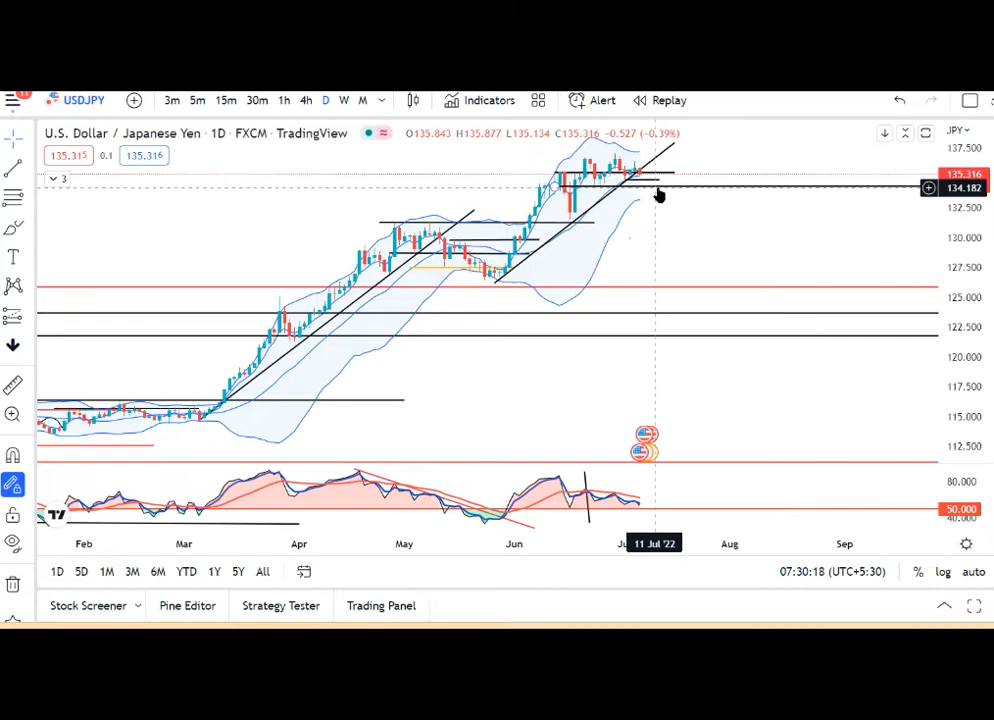 11
USDJPY 3m 5m 15m 30m 1h 4h D W M Indicators Alert Replay
U.S. Dollar / Japanese Yen · 1D · FXCM · TradingView O135.843 H135.877 L135.134 C135.316 −0.527 (−0.39%) JPY
135.315 0.1 135.316
3
137.500
135.316
134.182
132.500
130.000
127.500
125.000
122.500
120.000
117.500
115.000
112.500
80.000
50.000
40.000
Feb Mar Apr May Jun 11 Jul '22 Aug Sep
1D 5D 1M 3M 6M YTD 1Y 5Y All 07:30:18 (UTC+5:30) % log auto
Stock Screener Pine Editor Strategy Tester Trading Panel